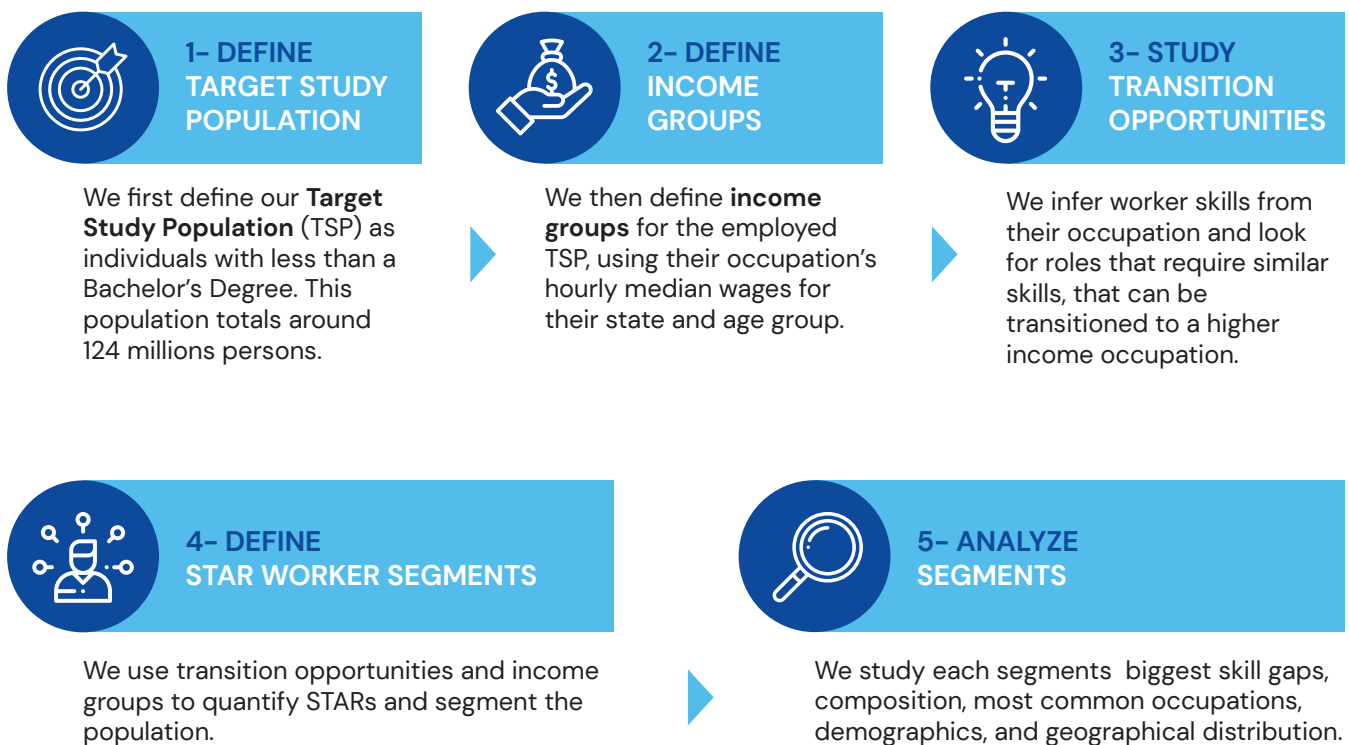 1- DEFINE
TARGET STUDY
POPULATION
We first define our Target
Study Population (TSP) as
individuals with less than a
Bachelor's Degree. This
population totals around
124 millions persons.
2- DEFINE
INCOME
GROUPS
$
We then define income
groups for the employed
TSP, using their occupation's
hourly median wages for
their state and age group.
3- STUDY
TRANSITION
OPPORTUNITIES
We infer worker skills from
their occupation and look
for roles that require similar
skills, that can be
transitioned to a higher
income occupation.
4- DEFINE
STAR WORKER SEGMENTS
We use transition opportunities and income
groups to quantify STARs and segment the
population.
5- ANALYZE
SEGMENTS
We study each segments  biggest skill gaps,
composition, most common occupations,
demographics, and geographical distribution.